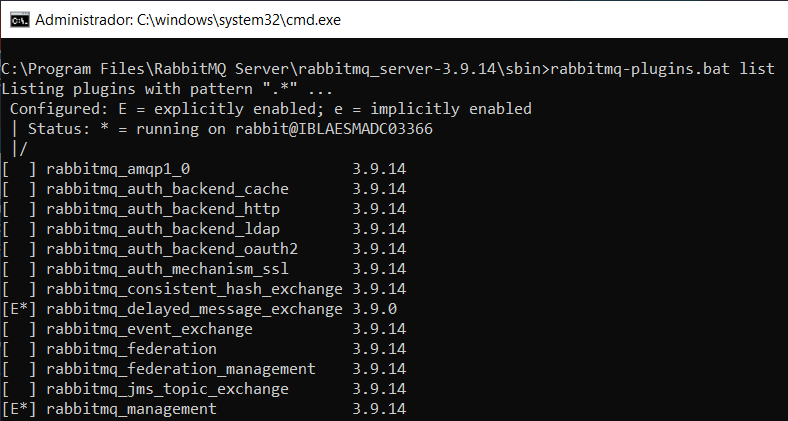 Administrador: C:\windows\system32\cmd.exe
C:\Program Files\RabbitMQ Server\rabbitmq_server-3.9.14\sbin>rabbitmq-plugins.bat list
Listing plugins with pattern ".*" ...
 Configured: E = explicitly enabled; e = implicitly enabled
 | Status: * = running on rabbit@IBLAESMADC03366
 |/
[  ] rabbitmq_amqp1_0                  3.9.14
[  ] rabbitmq_auth_backend_cache       3.9.14
[  ] rabbitmq_auth_backend_http        3.9.14
[  ] rabbitmq_auth_backend_ldap        3.9.14
[  ] rabbitmq_auth_backend_oauth2      3.9.14
[  ] rabbitmq_auth_mechanism_ssl       3.9.14
[  ] rabbitmq_consistent_hash_exchange 3.9.14
[E*] rabbitmq_delayed_message_exchange 3.9.0
[  ] rabbitmq_event_exchange           3.9.14
[  ] rabbitmq_federation               3.9.14
[  ] rabbitmq_federation_management    3.9.14
[  ] rabbitmq_jms_topic_exchange       3.9.14
[E*] rabbitmq_management               3.9.14